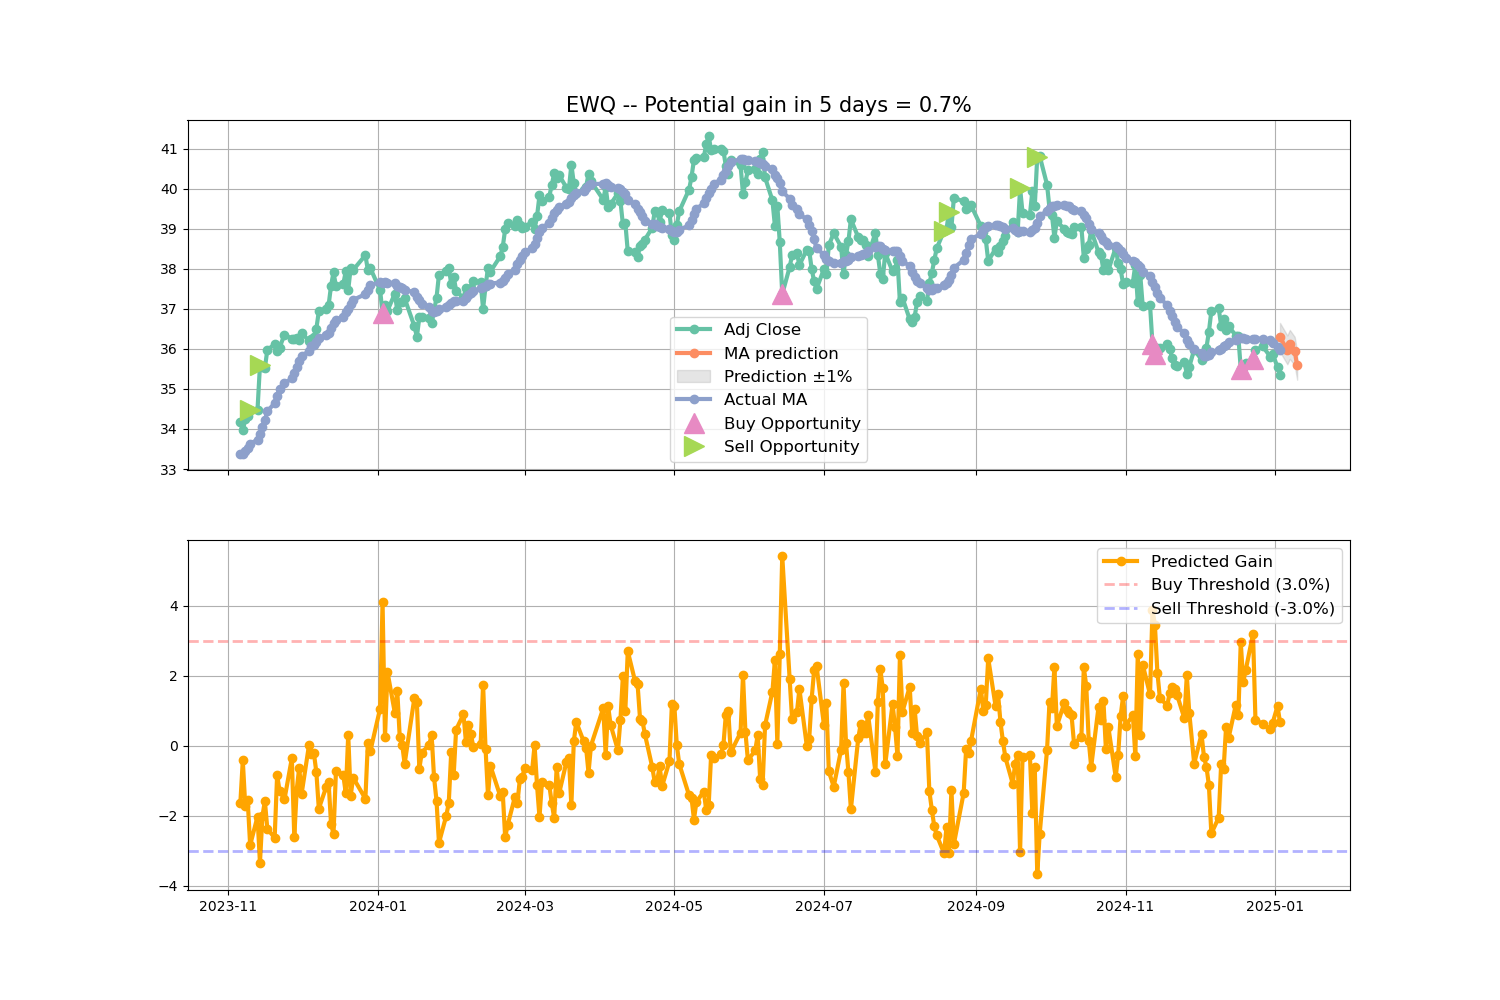 EWQ -- Potential gain in 5 days = 0.7%
41
40
39
38
37
36
35
34
33
Adj Close
MA prediction
Prediction ±1%
Actual MA
Buy Opportunity
Sell Opportunity
4
2
0
−2
−4
Predicted Gain
Buy Threshold (3.0%)
Sell Threshold (-3.0%)
2023-11
2024-01
2024-03
2024-05
2024-07
2024-09
2024-11
2025-01